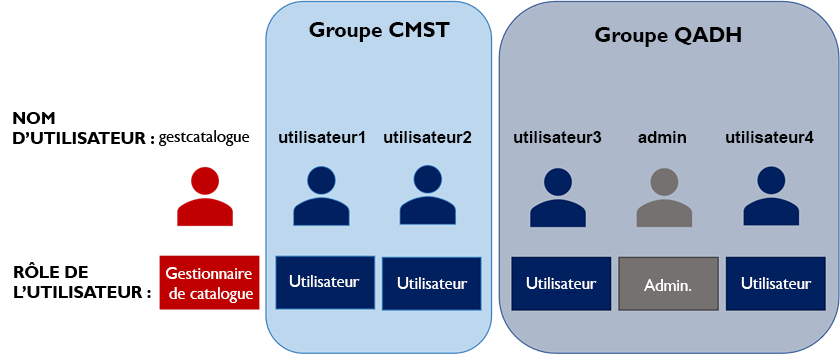 Groupe CMST
Groupe QADH
NOM
D'UTILISATEUR : gestcatalogue utilisateur1 utilisateur2 utilisateur3 admin utilisateur4
RÔLE DE
L'UTILISATEUR :
Gestionnaire
de catalogue
Utilisateur
Utilisateur
Utilisateur
Admin.
Utilisateur